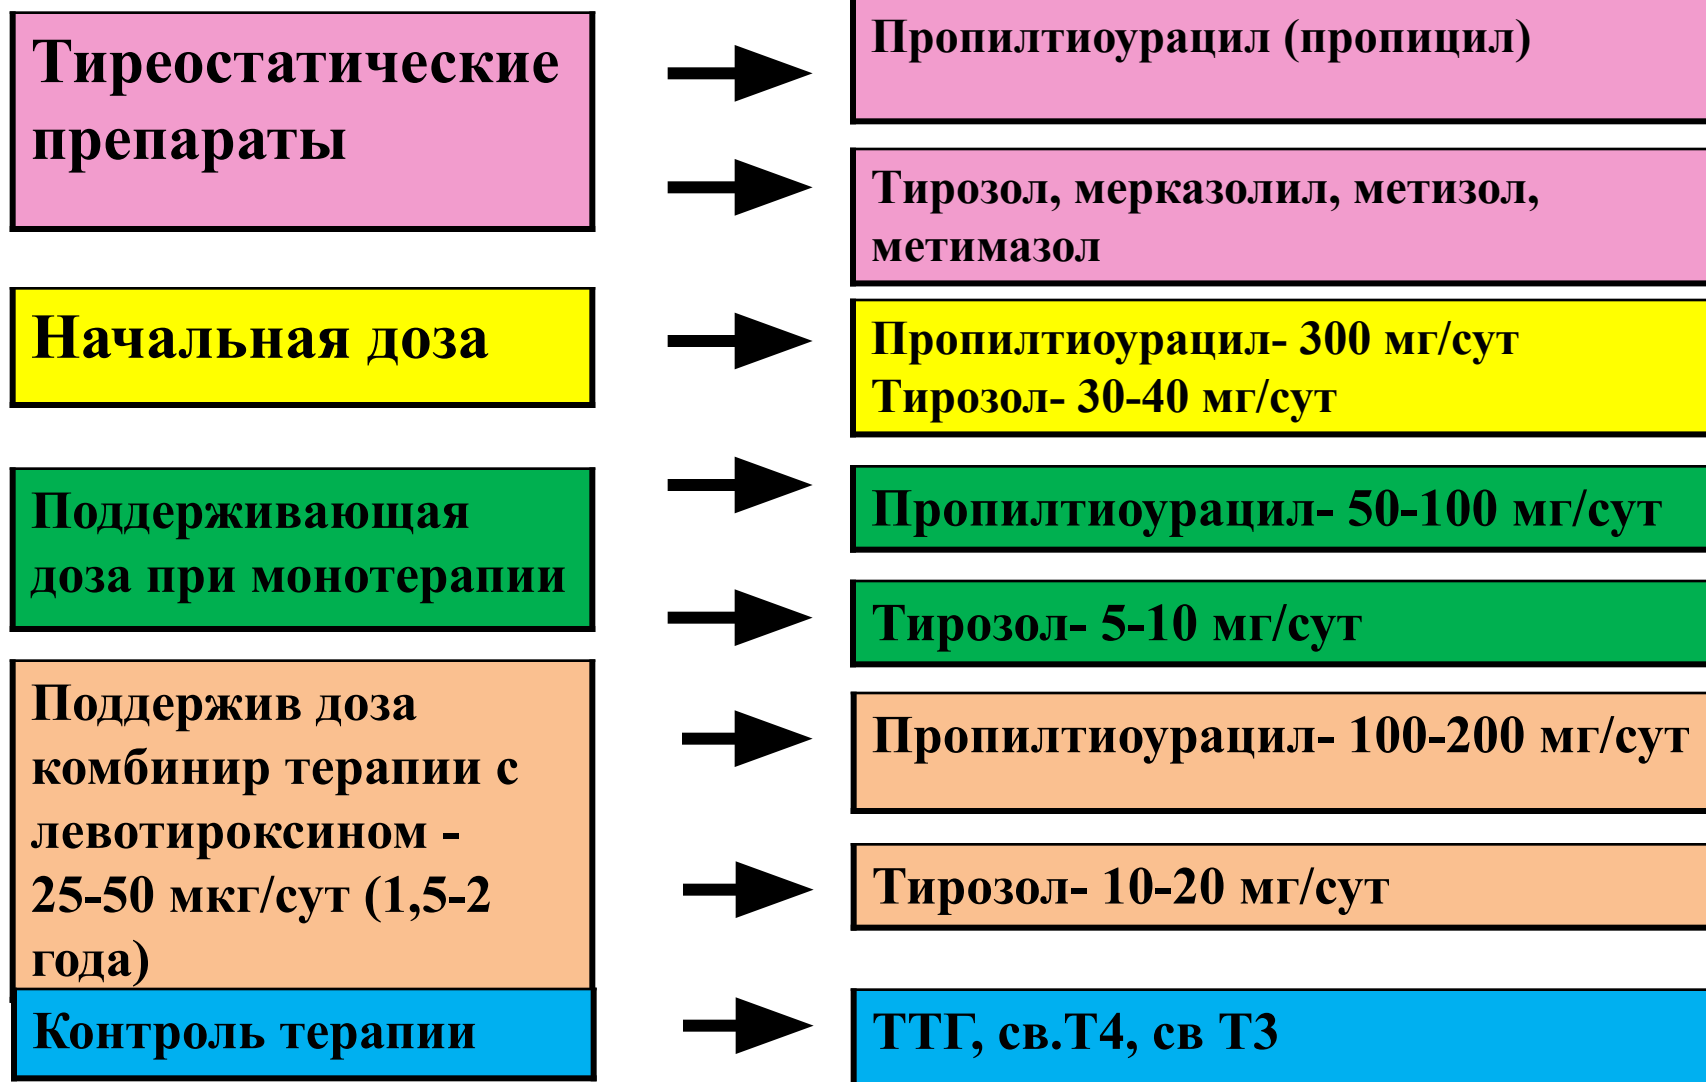 Тиреостатические
препараты
Пропилтиоурацил (пропицил)
Тирозол, мерказолил, метизол,
метимазол
Начальная доза
Пропилтиоурацил- 300 мг/сут
Тирозол- 30-40 мг/сут
Поддерживающая
доза при монотерапии
Пропилтиоурацил- 50-100 мг/сут
Тирозол- 5-10 мг/сут
Поддержив доза
комбинир терапии с
левотироксином -
25-50 мкг/сут (1,5-2
года)
Пропилтиоурацил- 100-200 мг/сут
Тирозол- 10-20 мг/сут
Контроль терапии
ТТГ, св.Т4, св Т3